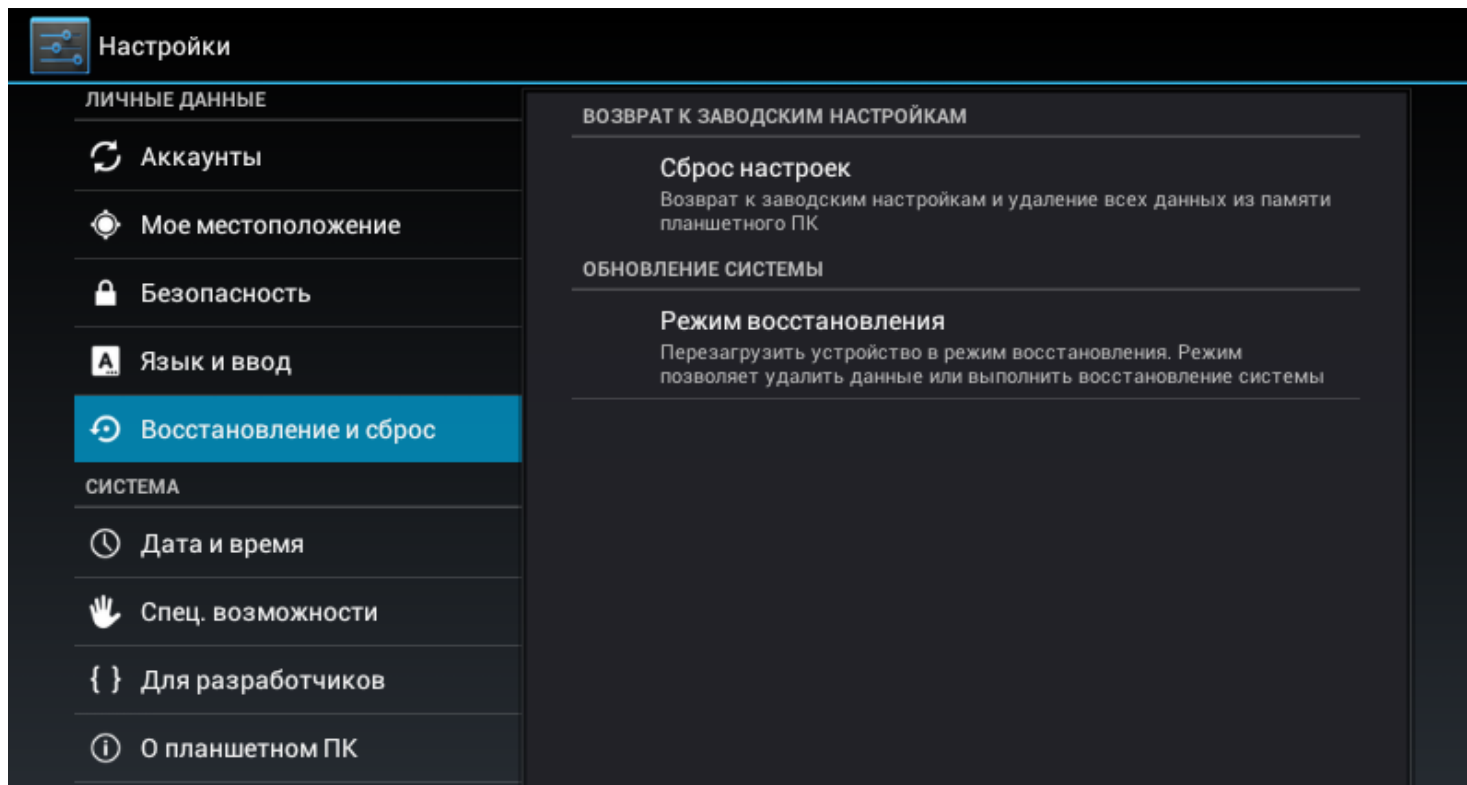 Настройки
ЛИЧНЫЕ ДАННЫЕ
Аккаунты
Мое местоположение
Безопасность
Язык и ввод
Восстановление и сброс
СИСТЕМА
Дата и время
Спец. возможности
Для разработчиков
О планшетном ПК
ВОЗВРАТ К ЗАВОДСКИМ НАСТРОЙКАМ
Сброс настроек
Возврат к заводским настройкам и удаление всех данных из памяти
планшетного ПК
ОБНОВЛЕНИЕ СИСТЕМЫ
Режим восстановления
Перезагрузить устройство в режим восстановления. Режим
позволяет удалить данные или выполнить восстановление системы